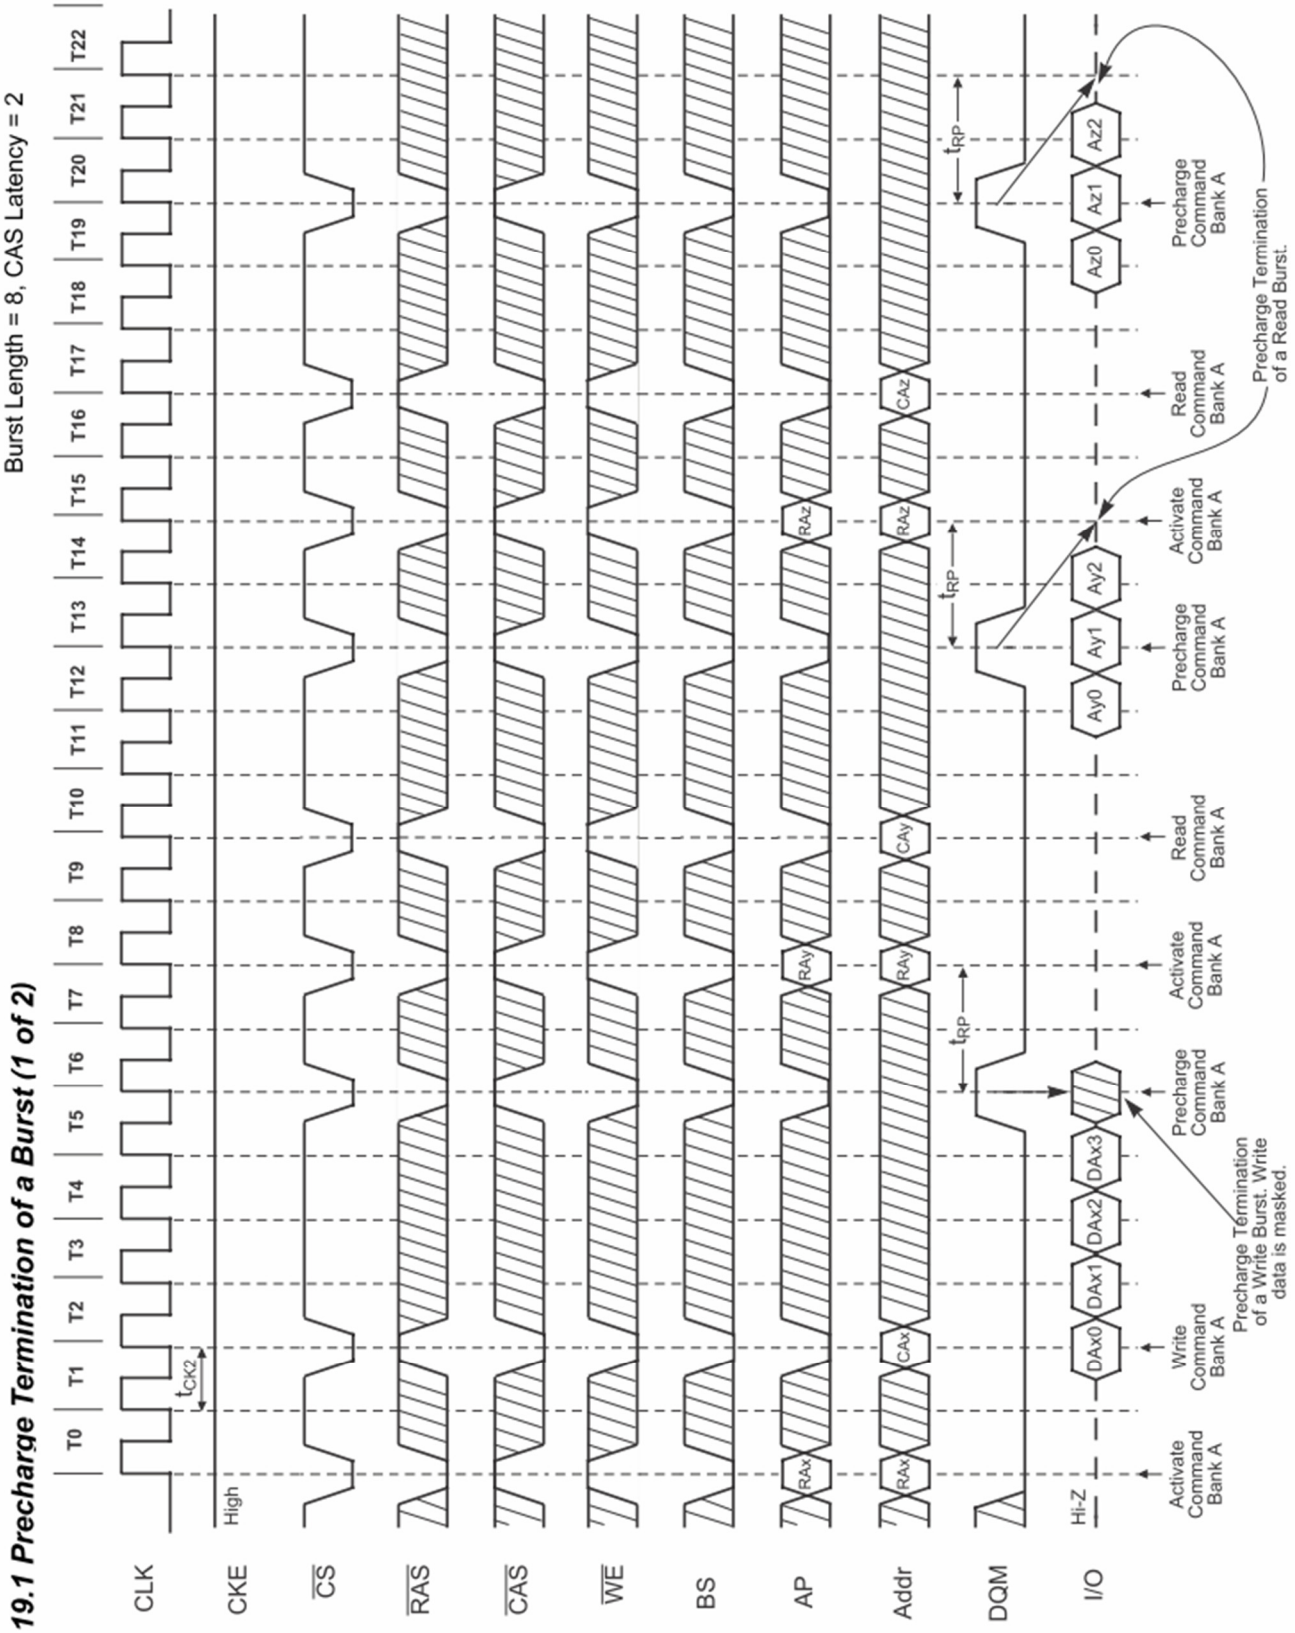 19.1 Precharge Termination of a Burst (1 of 2)
Burst Length = 8, CAS Latency = 2
T0 T1 T2 T3 T4 T5 T6 T7 T8 T9 T10 T11 T12 T13 T14 T15 T16 T17 T18 T19 T20 T21 T22
CLK
tCK2
CKE
High
CS
RAS
CAS
WE
BS
AP
RAx RAy RAz
Addr
RAx CAx RAy CAy RAz CAz
DQM
tRP tRP tRP
I/O
Hi-Z
DAx0 DAx1 DAx2 DAx3 Ay0 Ay1 Ay2 Az0 Az1 Az2
Activate
Command
Bank A
Write
Command
Bank A
Precharge
Command
Bank A
Activate
Command
Bank A
Read
Command
Bank A
Precharge
Command
Bank A
Activate
Command
Bank A
Read
Command
Bank A
Precharge
Command
Bank A
Precharge Termination
of a Write Burst. Write
data is masked.
Precharge Termination
of a Read Burst.